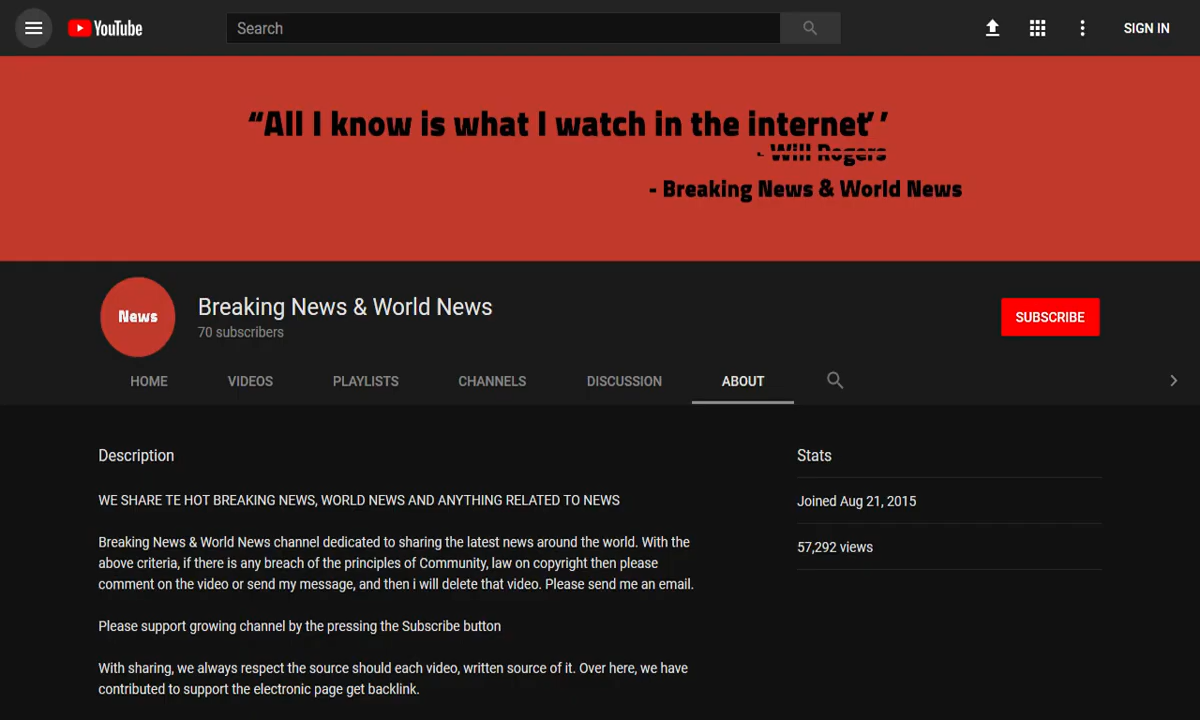 YouTube
Search
SIGN IN
“All I know is what I watch in the internet’’
- Will Rogers
- Breaking News & World News
News
Breaking News & World News
70 subscribers
SUBSCRIBE
HOME
VIDEOS
PLAYLISTS
CHANNELS
DISCUSSION
ABOUT
Description
WE SHARE TE HOT BREAKING NEWS, WORLD NEWS AND ANYTHING RELATED TO NEWS
Breaking News & World News channel dedicated to sharing the latest news around the world. With the
above criteria, if there is any breach of the principles of Community, law on copyright then please
comment on the video or send my message, and then i will delete that video. Please send me an email.
Please support growing channel by the pressing the Subscribe button
With sharing, we always respect the source should each video, written source of it. Over here, we have
contributed to support the electronic page get backlink.
Stats
Joined Aug 21, 2015
57,292 views